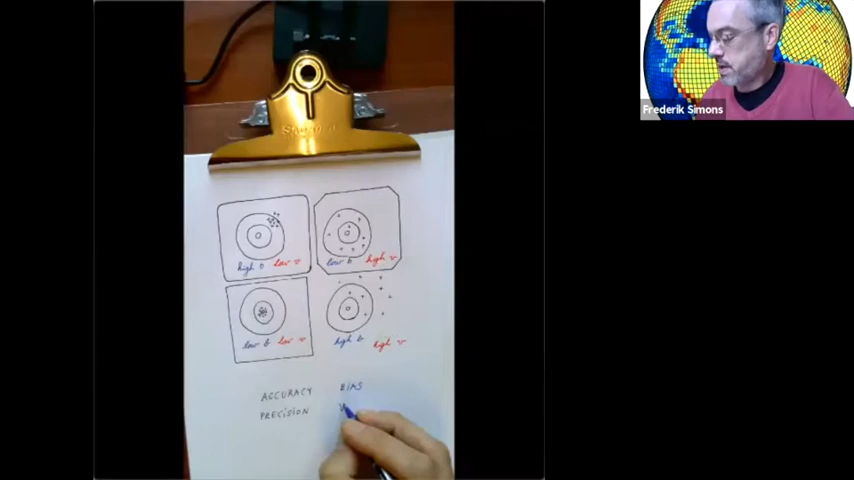 Frederik Simons
high b low v
low b high v
low b low v
high b high v
ACCURACY BIAS
PRECISION V